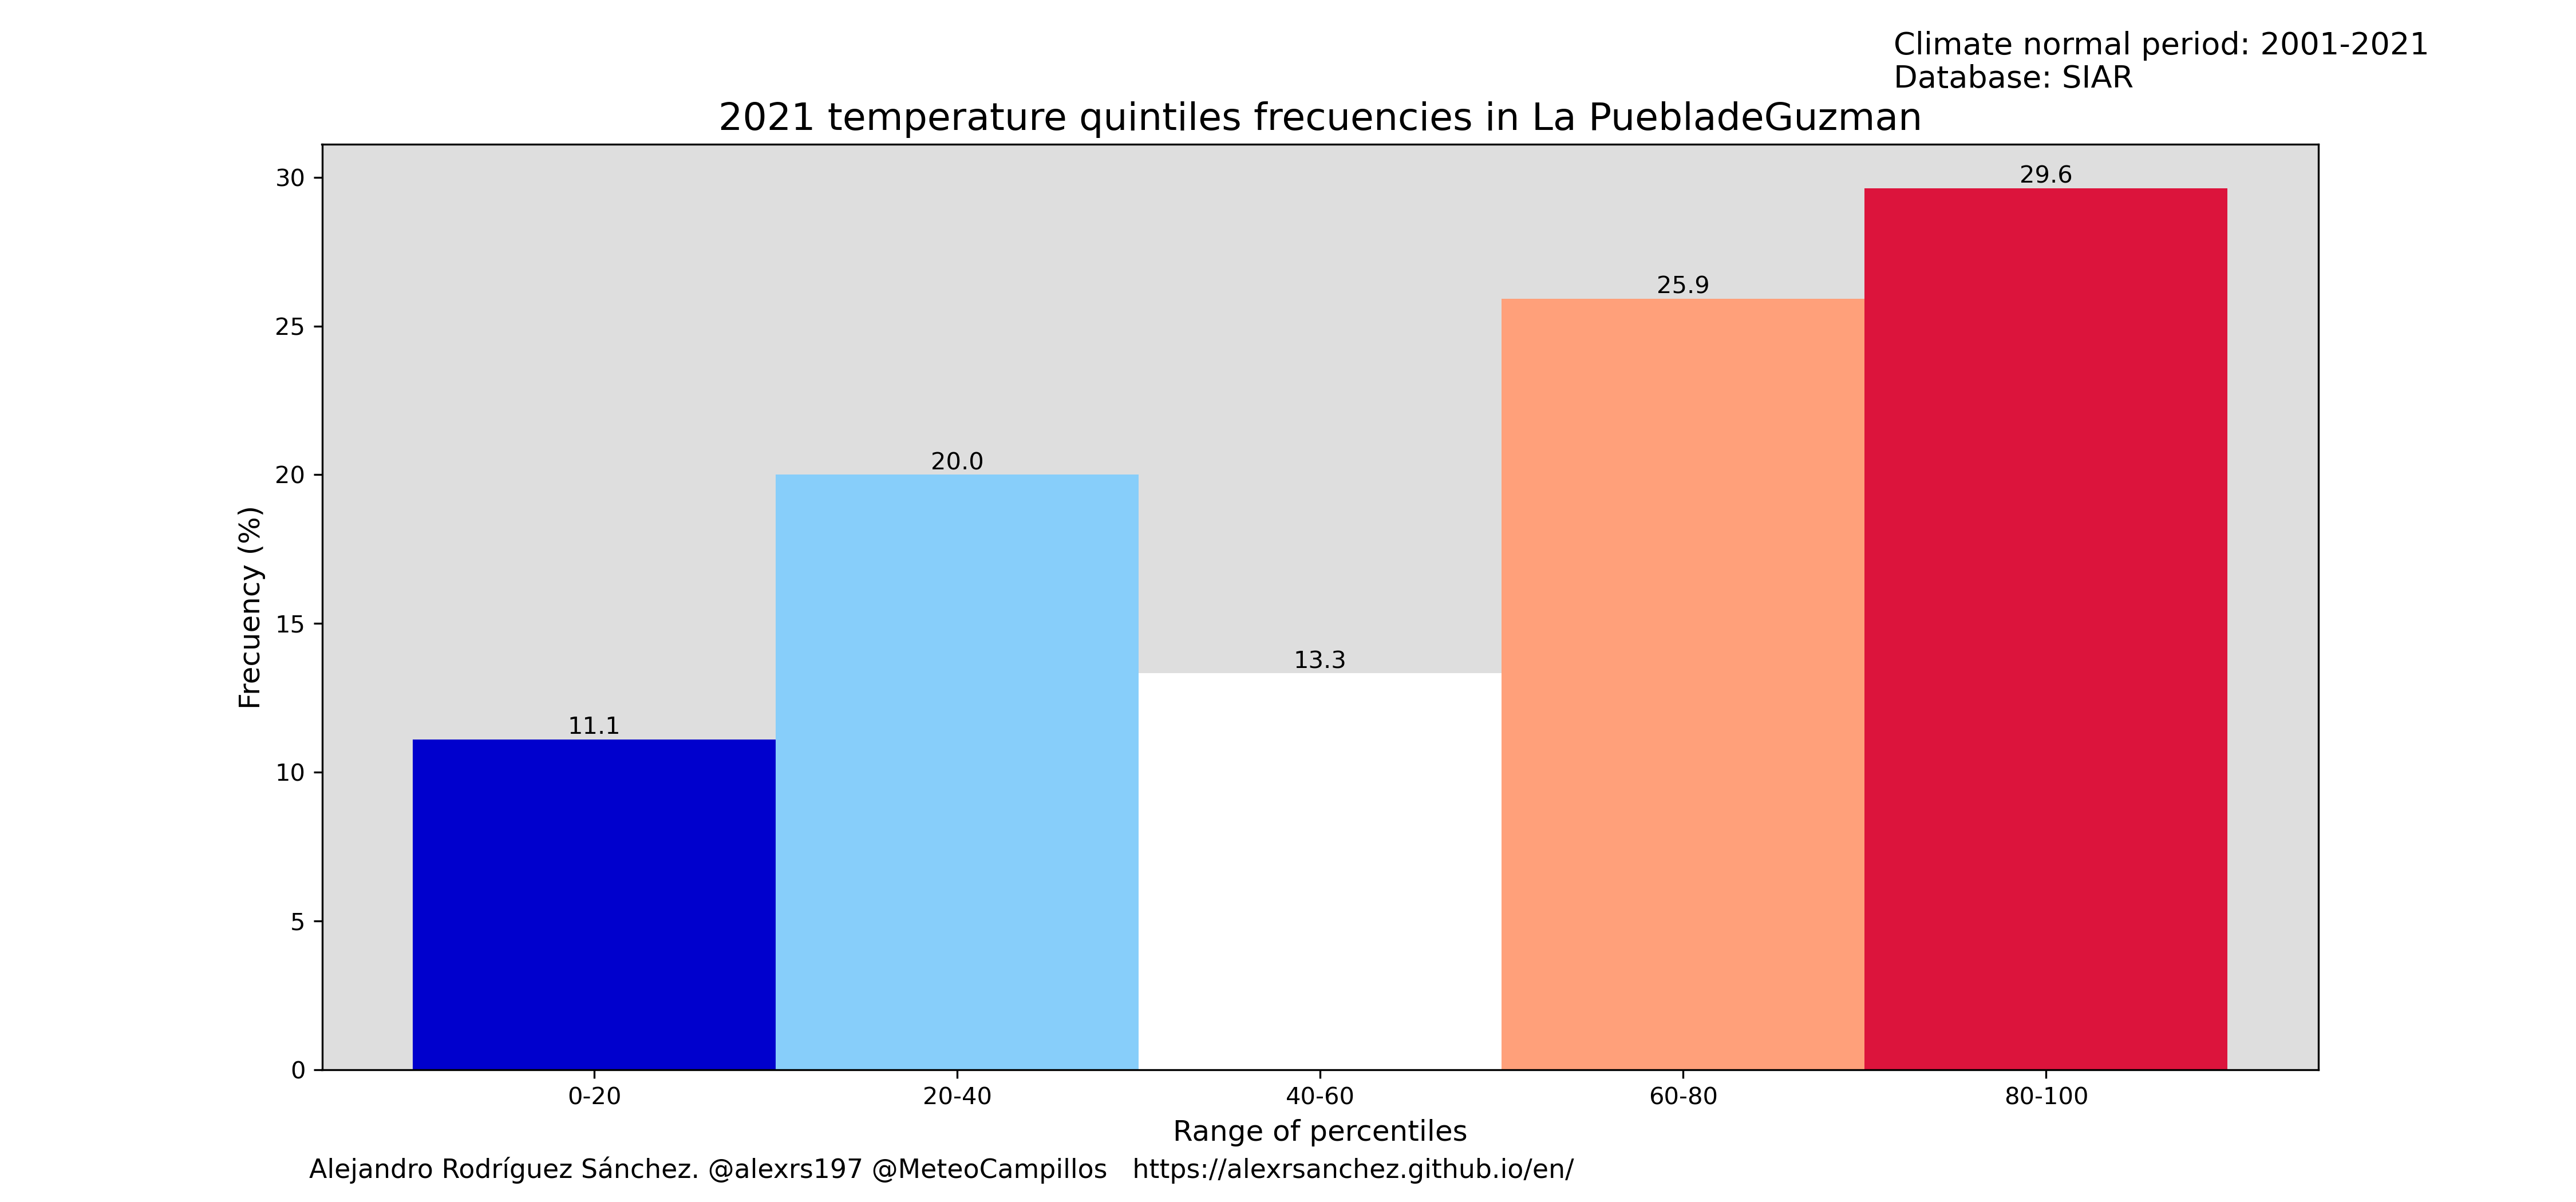 Climate normal period: 2001-2021
Database: SIAR
2021 temperature quintiles frecuencies in La PuebladeGuzman
30
29.6
25.9
25
20.0
20
Frecuency (%)
15
13.3
11.1
10
5
0
0-20 20-40 40-60 60-80 80-100
Range of percentiles
Alejandro Rodríguez Sánchez. @alexrs197 @MeteoCampillos https://alexrsanchez.github.io/en/